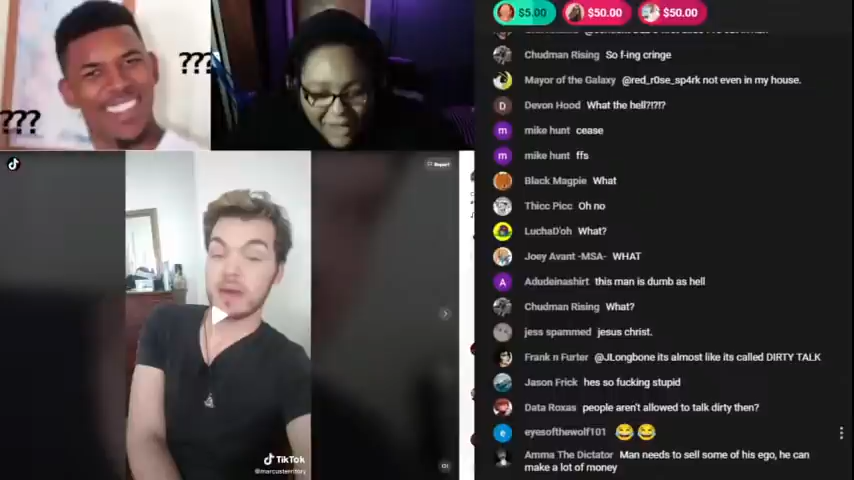 $5.00 $50.00 $50.00
???
???
Report
Chudman Rising So f-ing cringe
Mayor of the Galaxy @red_r0se_sp4rk not even in my house.
D Devon Hood What the hell?!?!?
m mike hunt cease
m mike hunt ffs
Black Magpie What
Thicc Picc Oh no
LuchaD'oh What?
Joey Avant -MSA- WHAT
A Adudeinashirt this man is dumb as hell
Chudman Rising What?
jess spammed jesus christ.
Frank n Furter @JLongbone its almost like its called DIRTY TALK
Jason Frick hes so fucking stupid
Data Roxas people aren't allowed to talk dirty then?
e eyesofthewolf101 😂 😂
Amma The Dictator Man needs to sell some of his ego, he can
make a lot of money
TikTok
@marcusterritory